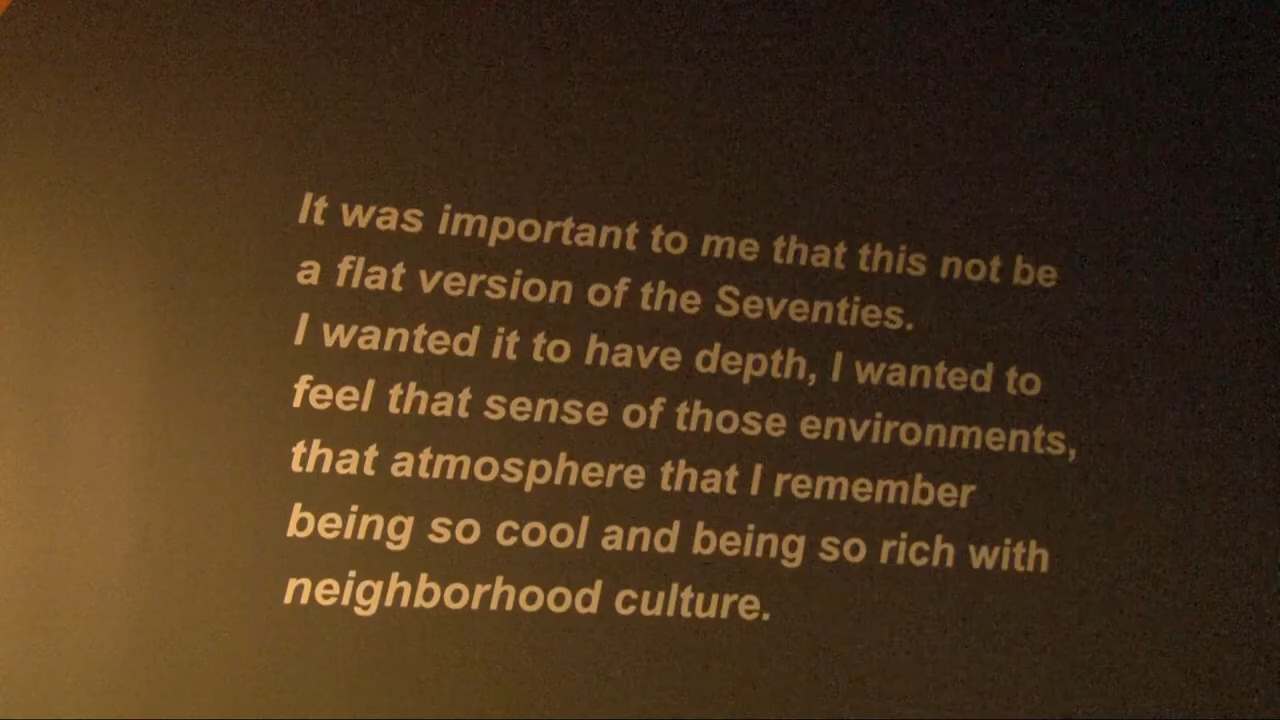 It was important to me that this not be
a flat version of the Seventies.
I wanted it to have depth, I wanted to
feel that sense of those environments,
that atmosphere that I remember
being so cool and being so rich with
neighborhood culture.